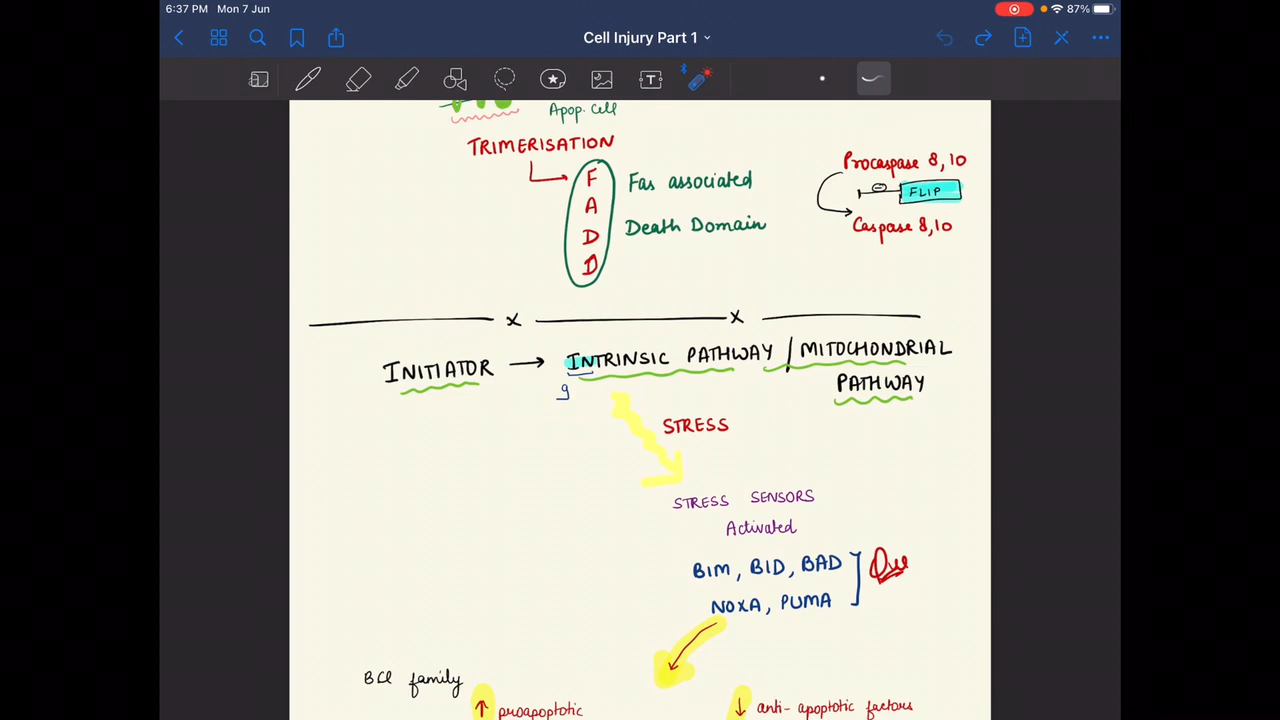 6:37 PM Mon 7 Jun
87%
Cell Injury Part 1
Apop. Cell
TRIMERISATION
F Fas associated
A
D Death Domain
D
Procaspase 8, 10
FLIP
Caspase 8, 10
INITIATOR → INTRINSIC PATHWAY / MITOCHONDRIAL
PATHWAY
9
STRESS
STRESS SENSORS
Activated
BIM, BID, BAD
NOXA, PUMA
Que
BCl family
↑ proapoptotic
↓ anti-apoptotic factors